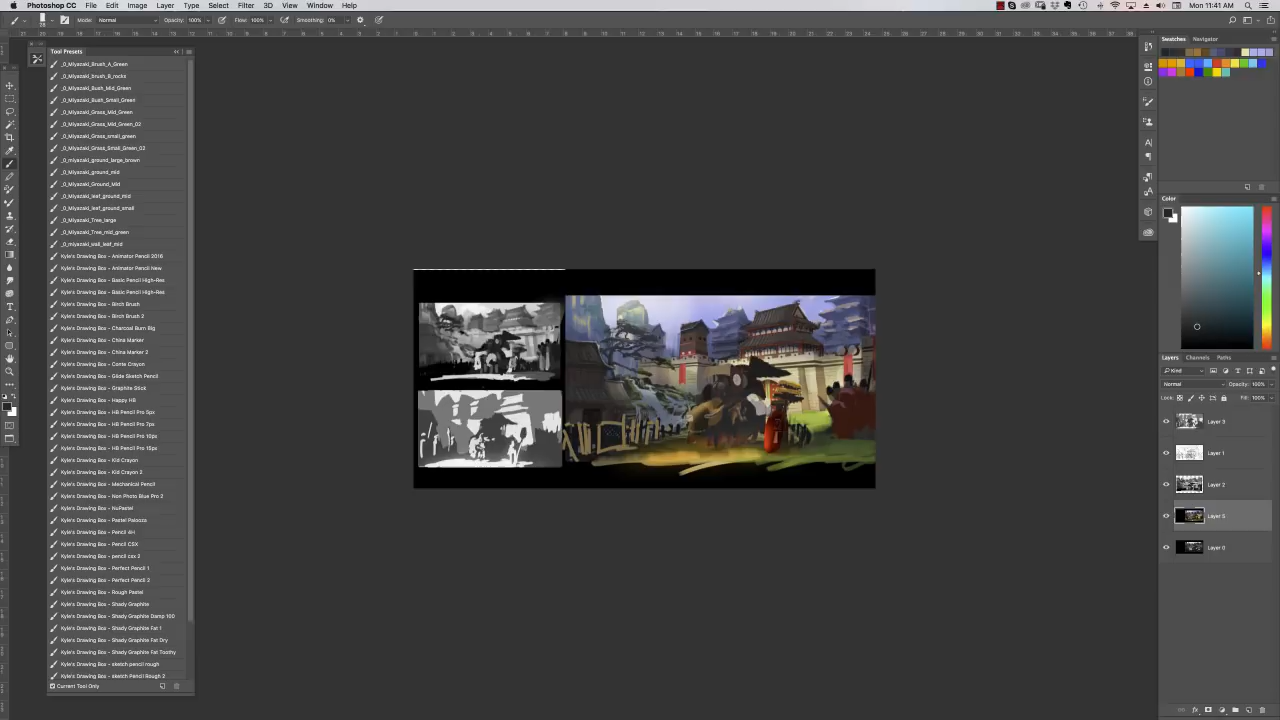 Photoshop CC File Edit Image Layer Type Select Filter 3D View Window Help Mon 11:41 AM
Mode: Normal Opacity: 100% Flow: 100% Smoothing: 0%
Tool Presets
_0_Miyazaki_Brush_A_Green
_0_Miyazaki_brush_B_rocks
_0_Miyazaki_Bush_Mid_Green
_0_Miyazaki_Bush_Small_Green
_0_Miyazaki_Grass_Mid_Green
_0_Miyazaki_Grass_Mid_Green_02
_0_Miyazaki_Grass_small_green
_0_Miyazaki_Grass_Small_Green_02
_0_miyazaki_ground_large_brown
_0_Miyazaki_ground_mid
_0_Miyazaki_Ground_Mid
_0_Miyazaki_leaf_ground_mid
_0_Miyazaki_leaf_ground_small
_0_Miyazaki_Tree_large
_0_Miyazaki_Tree_mid_green
_0_miyazaki_wall_leaf_mid
Kyle's Drawing Box - Animator Pencil 2016
Kyle's Drawing Box - Animator Pencil New
Kyle's Drawing Box - Basic Pencil High-Res
Kyle's Drawing Box - Basic Pencil High-Res
Kyle's Drawing Box - Birch Brush
Kyle's Drawing Box - Birch Brush 2
Kyle's Drawing Box - Charcoal Burn Big
Kyle's Drawing Box - China Marker
Kyle's Drawing Box - China Marker 2
Kyle's Drawing Box - Conte Crayon
Kyle's Drawing Box - Glide Sketch Pencil
Kyle's Drawing Box - Graphite Stick
Kyle's Drawing Box - Happy HB
Kyle's Drawing Box - HB Pencil Pro 5px
Kyle's Drawing Box - HB Pencil Pro 7px
Kyle's Drawing Box - HB Pencil Pro 10px
Kyle's Drawing Box - HB Pencil Pro 15px
Kyle's Drawing Box - Kid Crayon
Kyle's Drawing Box - Kid Crayon 2
Kyle's Drawing Box - Mechanical Pencil
Kyle's Drawing Box - Non Photo Blue Pro 2
Kyle's Drawing Box - NuPastel
Kyle's Drawing Box - Pastel Palooza
Kyle's Drawing Box - Pencil 4H
Kyle's Drawing Box - Pencil CSX
Kyle's Drawing Box - pencil csx 2
Kyle's Drawing Box - Perfect Pencil 1
Kyle's Drawing Box - Perfect Pencil 2
Kyle's Drawing Box - Rough Pastel
Kyle's Drawing Box - Shady Graphite
Kyle's Drawing Box - Shady Graphite Damp 100
Kyle's Drawing Box - Shady Graphite Fat 1
Kyle's Drawing Box - Shady Graphite Fat Dry
Kyle's Drawing Box - Shady Graphite Fat Toothy
Kyle's Drawing Box - sketch pencil rough
Kyle's Drawing Box - sketch Pencil Rough 2
Current Tool Only
Swatches Navigator
Color
Layers Channels Paths
Kind
Normal Opacity: 100%
Lock: Fill: 100%
Layer 3
Layer 1
Layer 2
Layer 5
Layer 0